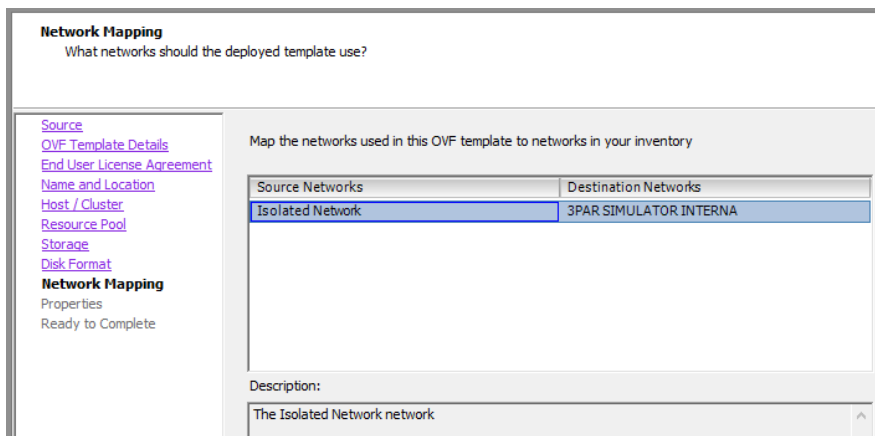 Network Mapping
What networks should the deployed template use?
Source
OVF Template Details
End User License Agreement
Name and Location
Host / Cluster
Resource Pool
Storage
Disk Format
Network Mapping
Properties
Ready to Complete
Map the networks used in this OVF template to networks in your inventory
Source Networks Destination Networks
Isolated Network 3PAR SIMULATOR INTERNA
Description:
The Isolated Network network